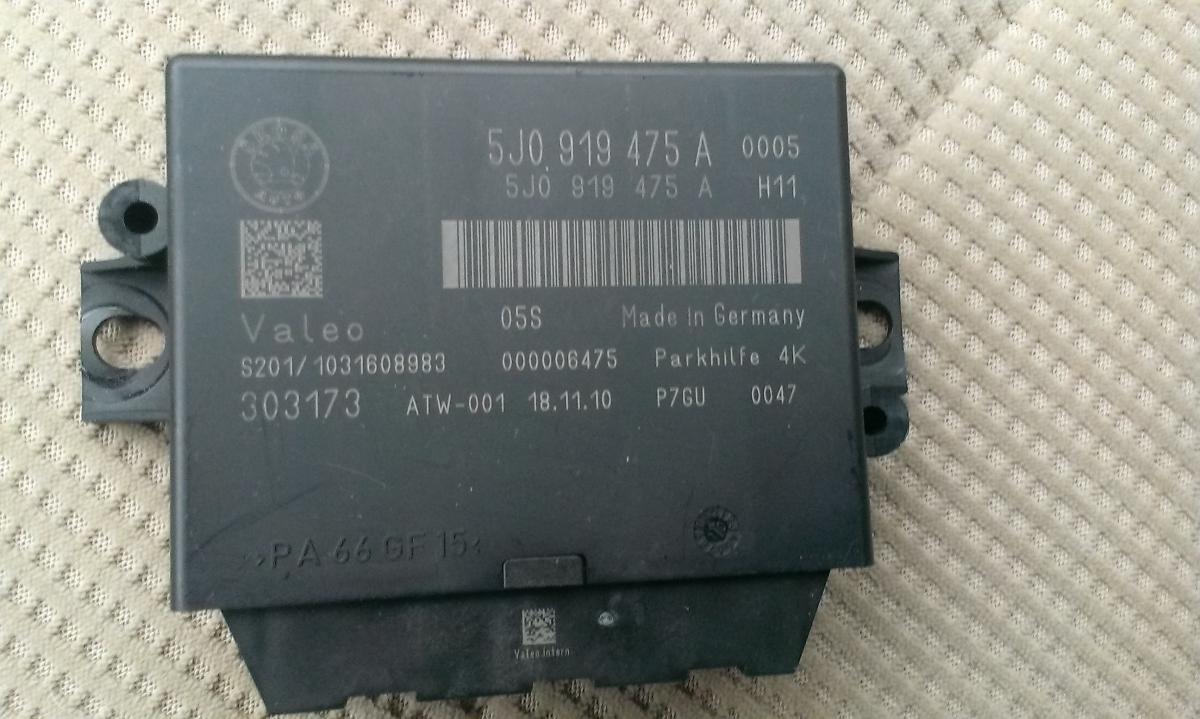 5J0 919 475 A 0005
5J0 919 475 A H11
Valeo 05S Made in Germany
S201/1031608983 000006475 Parkhilfe 4K
303173 ATW-001 18.11.10 P7GU 0047
>PA 66 GF 15<
Valeo intern